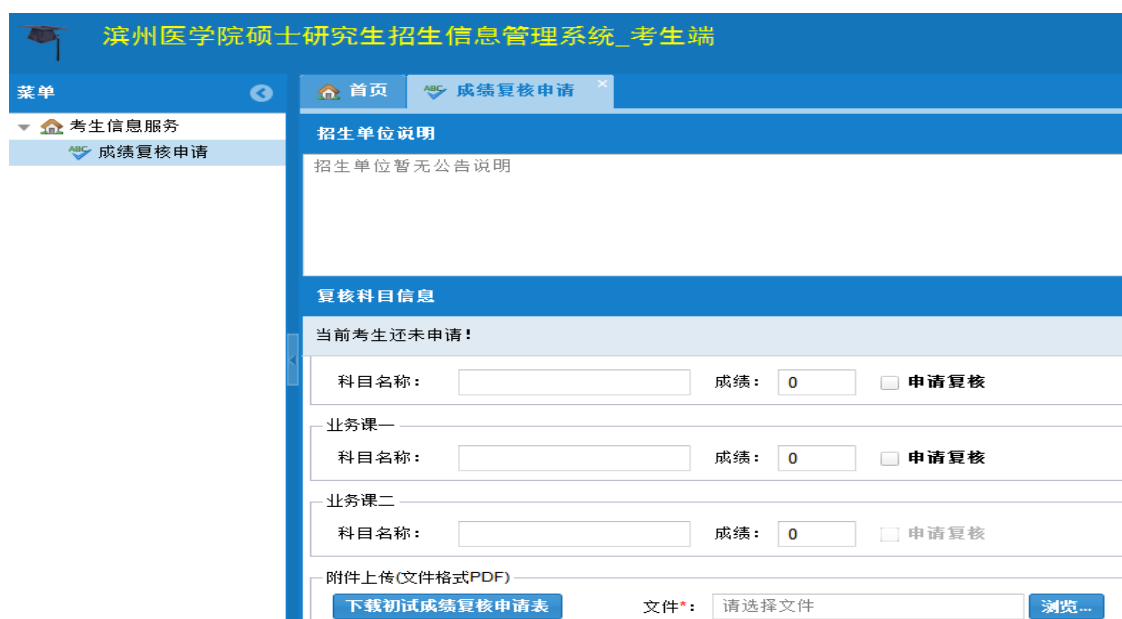 滨州医学院硕士研究生招生信息管理系统_考生端
菜单
首页
ABC 成绩复核申请
考生信息服务
ABC 成绩复核申请
招生单位说明
招生单位暂无公告说明
复核科目信息
当前考生还未申请!
科目名称: 成绩: 0 申请复核
业务课一
科目名称: 成绩: 0 申请复核
业务课二
科目名称: 成绩: 0 申请复核
附件上传(文件格式PDF)
下载初试成绩复核申请表 文件*: 请选择文件 浏览...